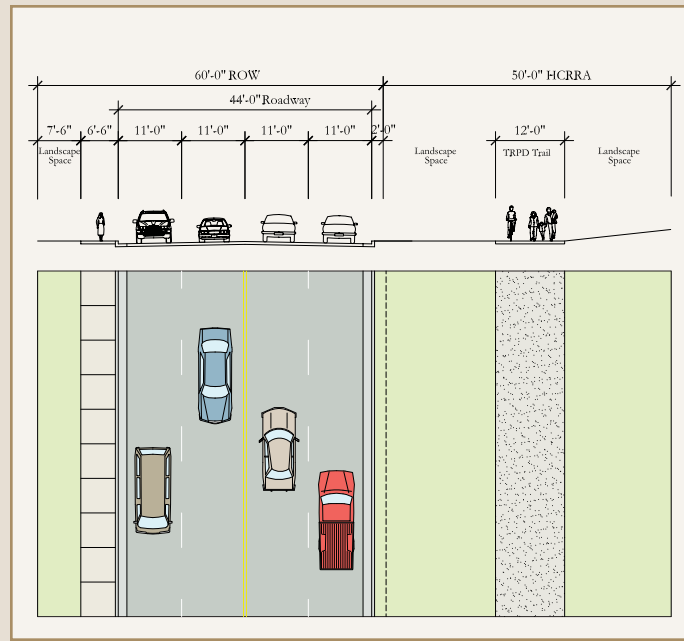 60'-0" ROW
50'-0" HCRRA
44'-0" Roadway
7'-6"
6'-6"
11'-0"
11'-0"
11'-0"
11'-0"
2'-0"
12'-0"
Landscape
Space
Landscape
Space
TRPD Trail
Landscape
Space